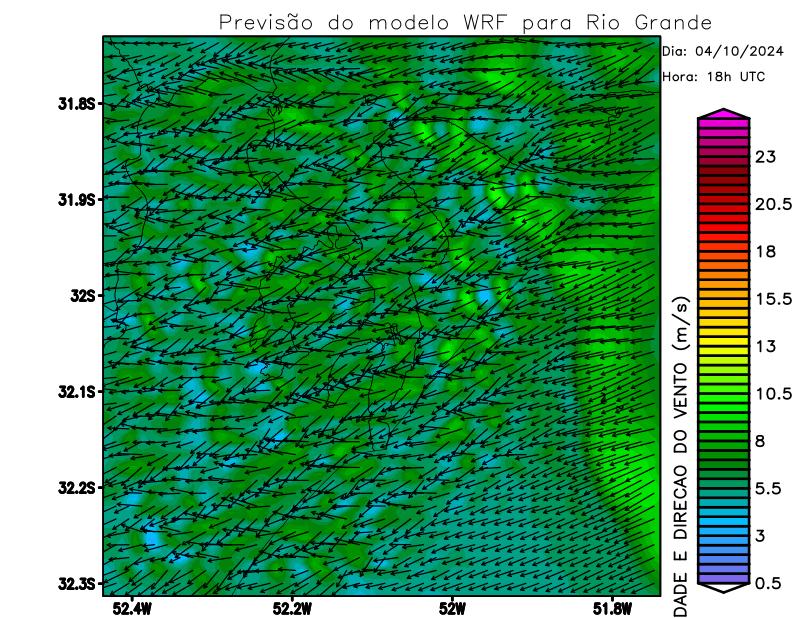 Previsão do modelo WRF para Rio Grande
Dia: 04/10/2024
Hora: 18h UTC
31.8S
31.9S
32S
32.1S
32.2S
32.3S
52.4W
52.2W
52W
51.8W
23
20.5
18
15.5
13
10.5
8
5.5
3
0.5
DADE E DIRECAO DO VENTO (m/s)